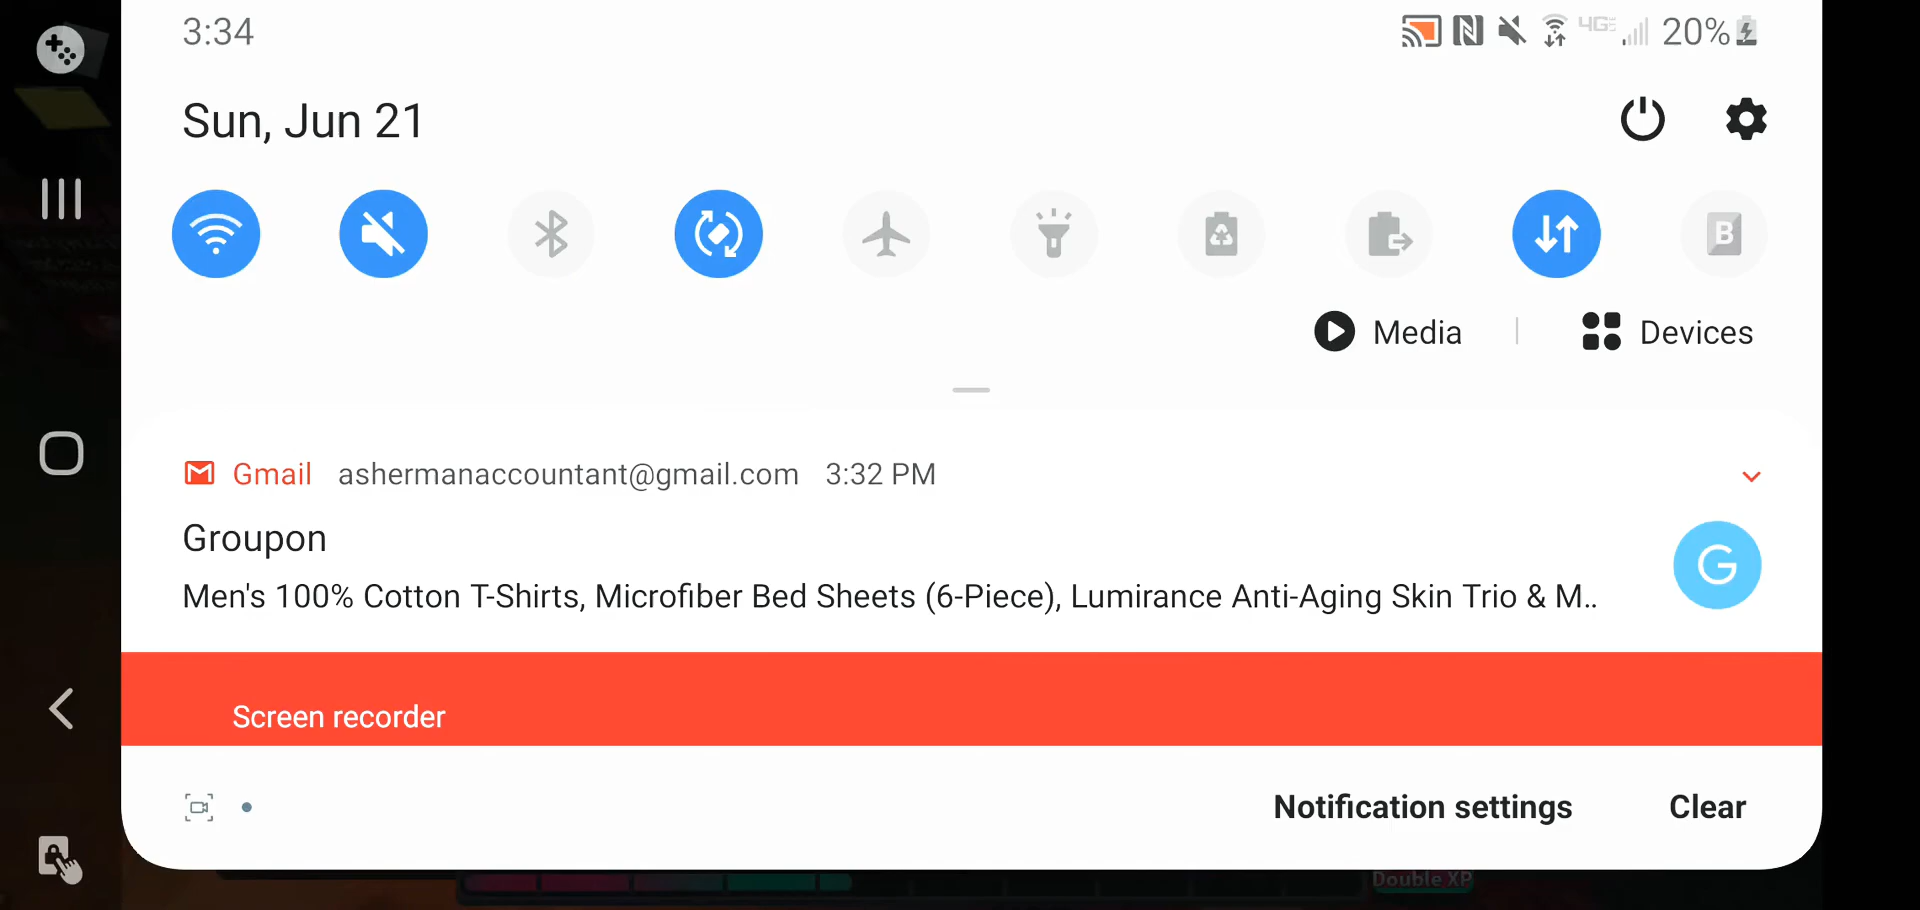 3:34
4GE 20%
Sun, Jun 21
B
Media
Devices
Gmail ashermanaccountant@gmail.com 3:32 PM
Groupon
G
Men's 100% Cotton T-Shirts, Microfiber Bed Sheets (6-Piece), Lumirance Anti-Aging Skin Trio & M..
Screen recorder
Notification settings
Clear
Double XP